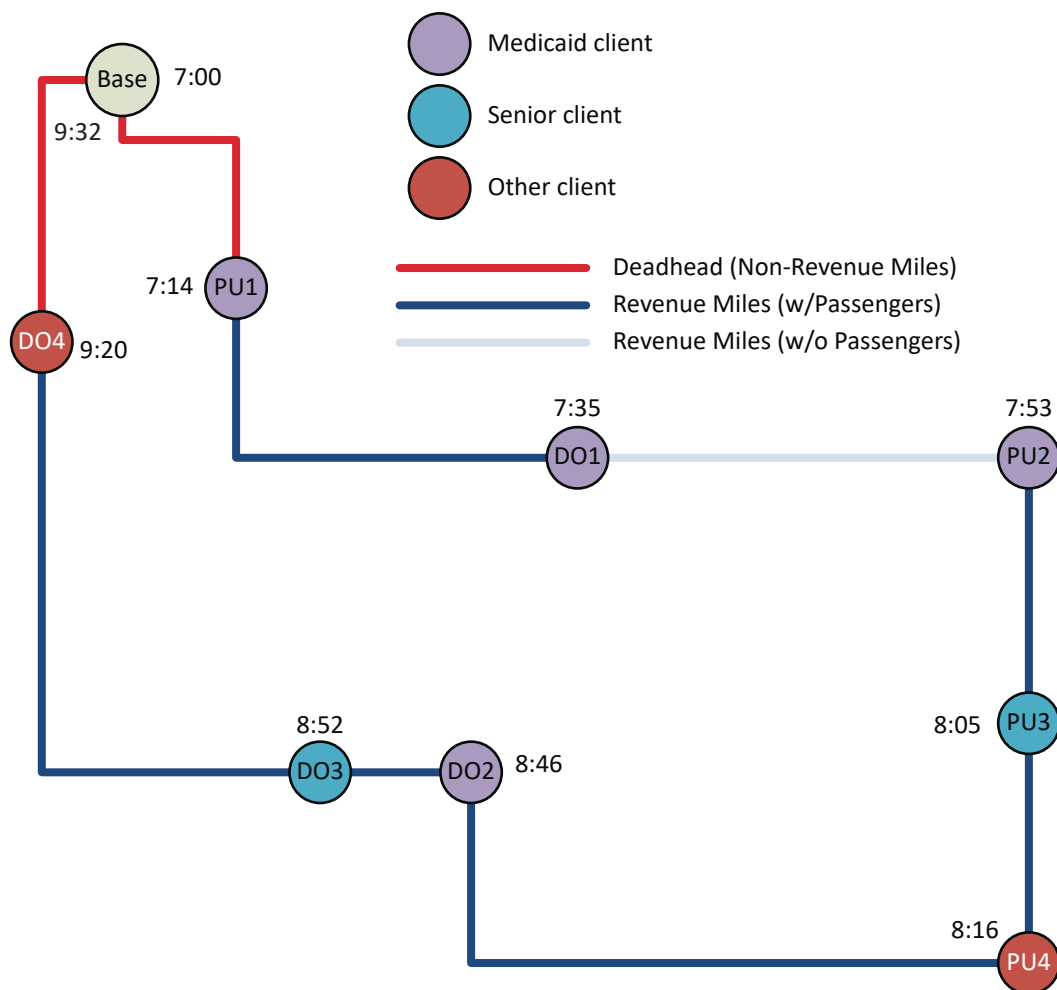 Base
7:00
9:32
Medicaid client
Senior client
Other client
Deadhead (Non-Revenue Miles)
Revenue Miles (w/Passengers)
Revenue Miles (w/o Passengers)
7:14
PU1
DO4
9:20
7:35
DO1
7:53
PU2
8:05
PU3
8:52
DO3
DO2
8:46
8:16
PU4